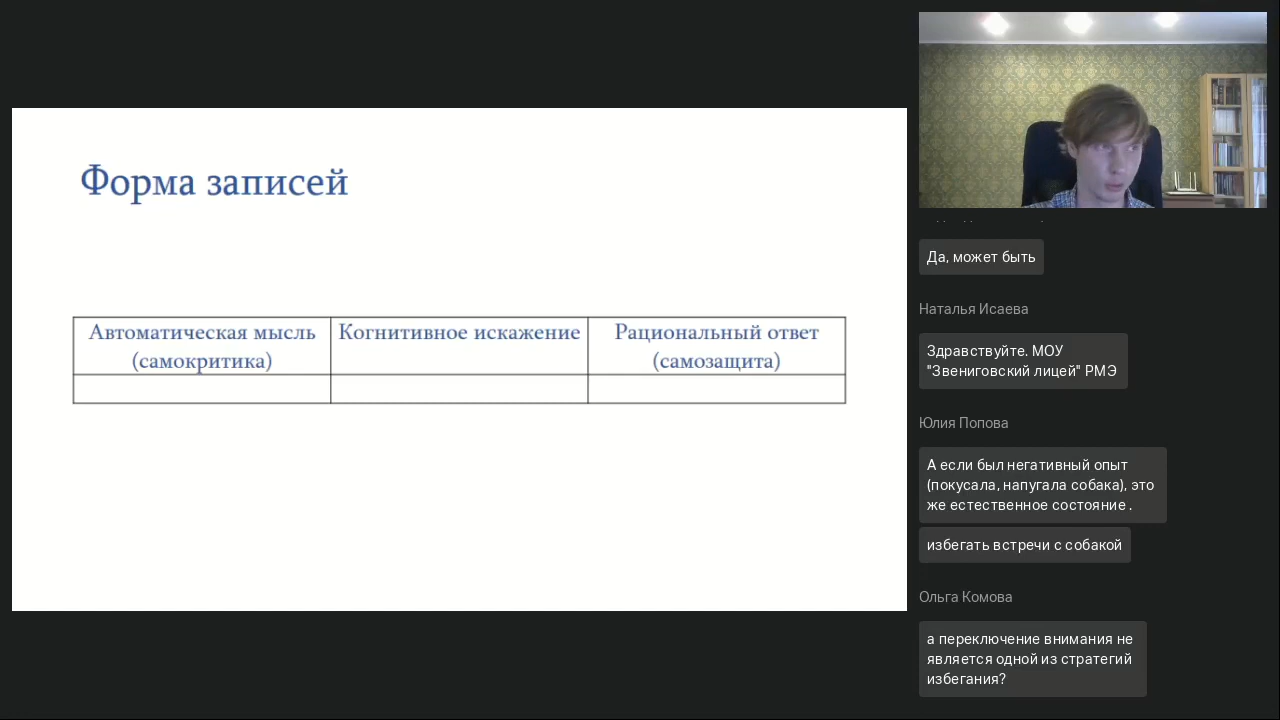 Форма записей
Автоматическая мысль
(самокритика)
Когнитивное искажение
Рациональный ответ
(самозащита)
Да, может быть
Наталья Исаева
Здравствуйте. МОУ
"Звениговский лицей" РМЭ
Юлия Попова
А если был негативный опыт
(покусала, напугала собака), это
же естественное состояние .
избегать встречи с собакой
Ольга Комова
а переключение внимания не
является одной из стратегий
избегания?